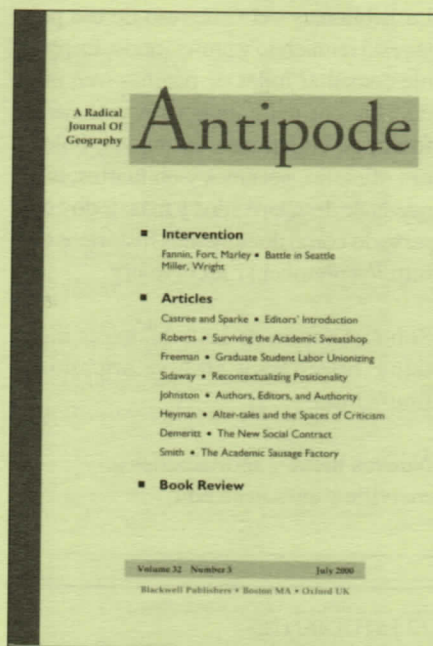 A Radical
Journal Of
Geography
Antipode
■ Intervention
Fannin, Fort, Marley • Battle in Seattle
Miller, Wright
■ Articles
Castree and Sparke • Editors' Introduction
Roberts • Surviving the Academic Sweatshop
Freeman • Graduate Student Labor Unionizing
Sidaway • Recontextualizing Positionality
Johnston • Authors, Editors, and Authority
Heyman • Alter-tales and the Spaces of Criticism
Demeritt • The New Social Contract
Smith • The Academic Sausage Factory
■ Book Review
Volume 32 Number 3 July 2000
Blackwell Publishers • Boston MA • Oxford UK